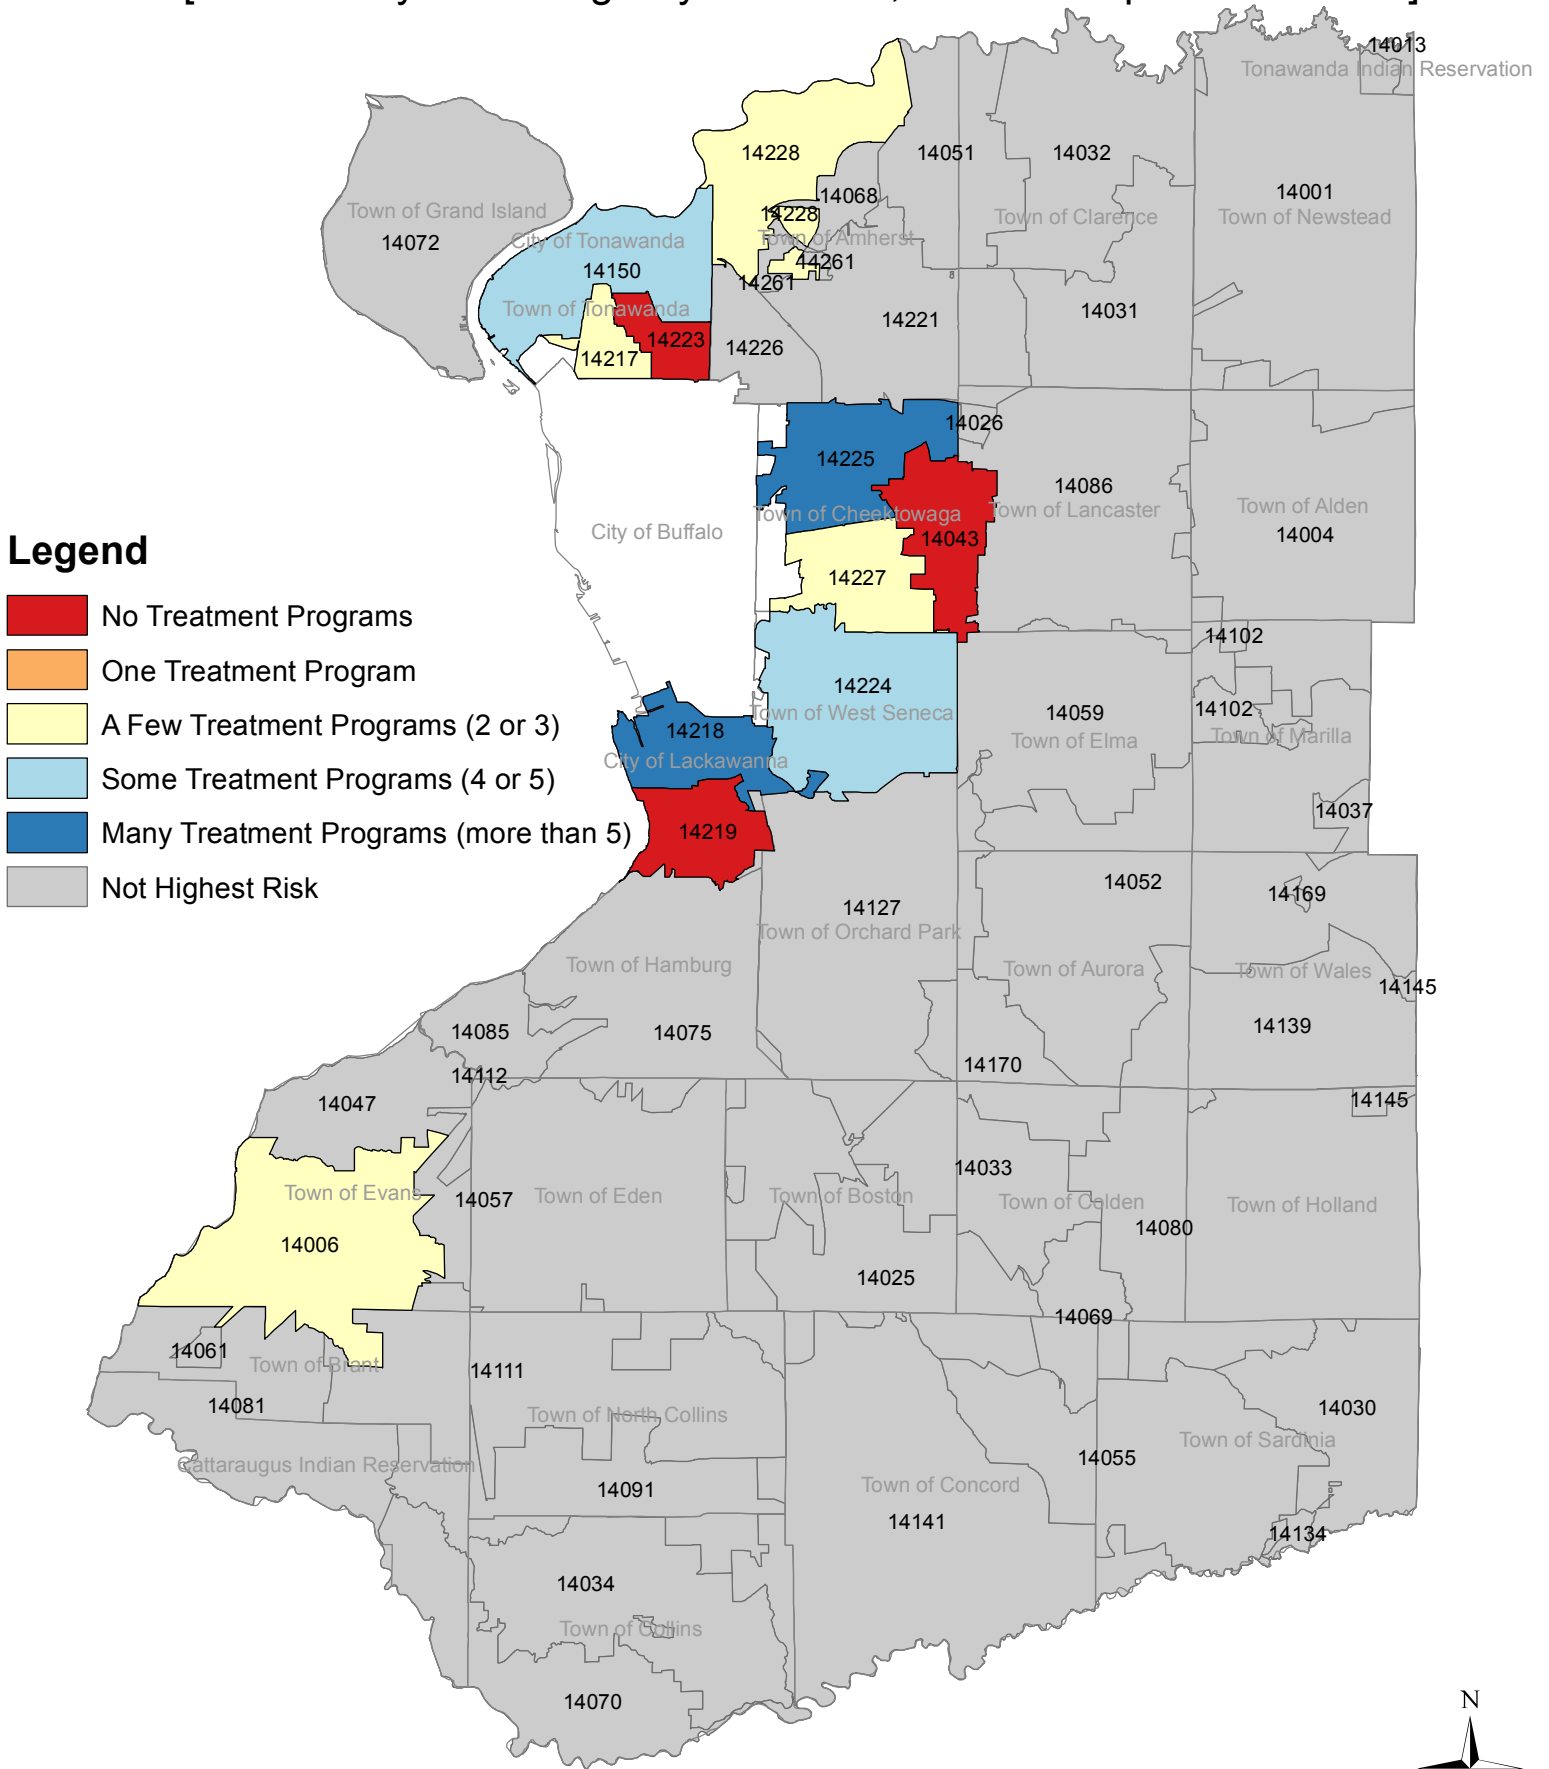 14013
Tonawanda Indian Reservation
14228
14051
14032
14001
14068
Town of Grand Island
14228
Town of Clarence
Town of Newstead
14072
City of Tonawanda
Town of Amherst
14150
14261
14261
Town of Tonawanda
14221
14031
14223
14226
14217
14026
14225
14086
Town of Cheektowaga
Town of Lancaster
Town of Alden
City of Buffalo
14043
14004
Legend
14227
No Treatment Programs
14102
One Treatment Program
14224
A Few Treatment Programs (2 or 3)
14218
Town of West Seneca
14059
14102
Town of Elma
Town of Marilla
City of Lackawanna
Some Treatment Programs (4 or 5)
14037
Many Treatment Programs (more than 5)
14219
Not Highest Risk
14052
14169
14127
Town of Orchard Park
Town of Hamburg
Town of Aurora
Town of Wales
14145
14085
14075
14139
14170
14112
14047
14145
14033
Town of Evans
14057
Town of Eden
Town of Boston
Town of Colden
Town of Holland
14080
14006
14025
14069
14061
Town of Brant
14111
14081
Town of North Collins
14030
Town of Sardinia
14055
Cattaraugus Indian Reservation
14091
Town of Concord
14141
14134
14034
Town of Collins
14070
N